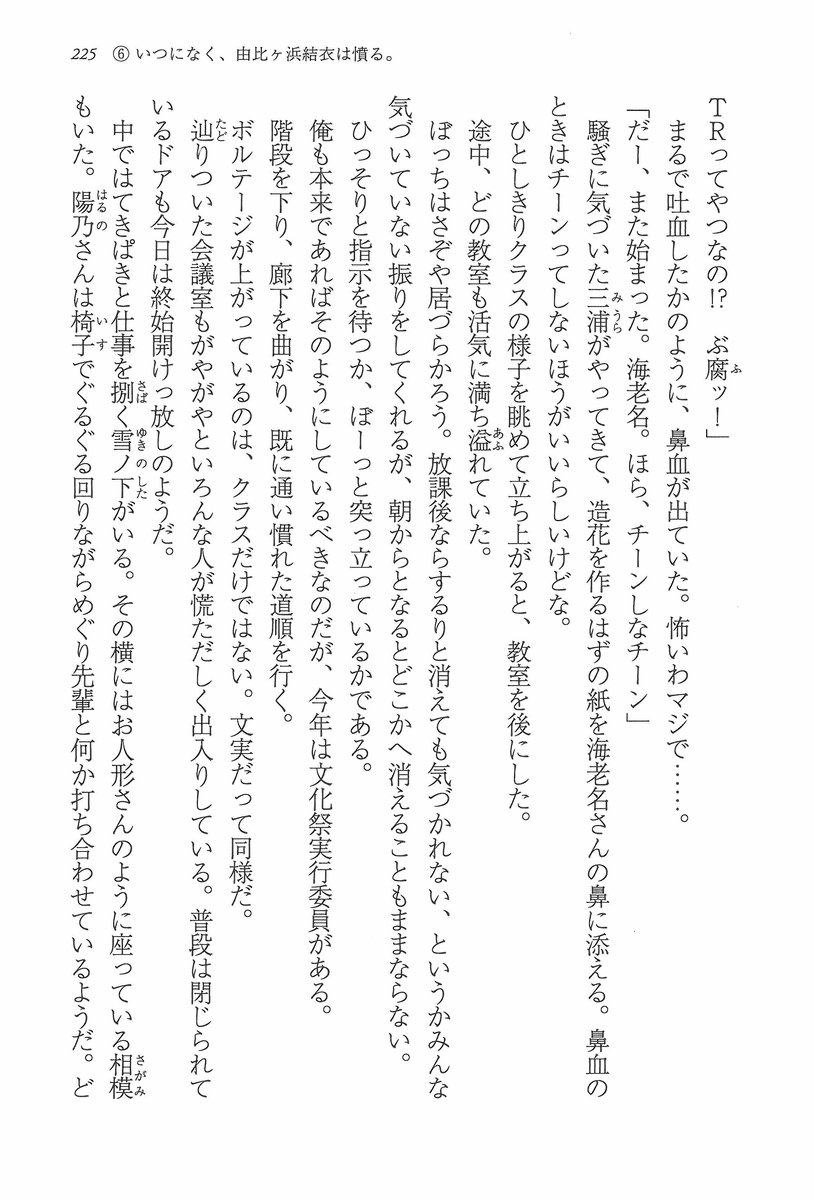 225 ⑥ いつになく、由比ヶ浜結衣は憤る。
ＴＲってやつなの!?　ぶ腐ッ！」
まるで吐血したかのように、鼻血が出ていた。怖いわマジで……。
「だー、また始まった。海老名。ほら、チーンしなチーン」
騒ぎに気づいた三浦がやってきて、造花を作るはずの紙を海老名さんの鼻に添える。鼻血の
ときはチーンってしないほうがいいらしいけどな。
ひとしきりクラスの様子を眺めて立ち上がると、教室を後にした。
途中、どの教室も活気に満ち溢れていた。
ぼっちはさぞや居づらかろう。放課後ならするりと消えても気づかれない、というかみんな
気づいていない振りをしてくれるが、朝からとなるとどこかへ消えることもままならない。
ひっそりと指示を待つか、ぼーっと突っ立っているかである。
俺も本来であればそのようにしているべきなのだが、今年は文化祭実行委員がある。
階段を下り、廊下を曲がり、既に通い慣れた道順を行く。
ボルテージが上がっているのは、クラスだけではない。文実だって同様だ。
辿りついた会議室もがやがやといろんな人が慌ただしく出入りしている。普段は閉じられて
いるドアも今日は終始開けっ放しのようだ。
中ではてきぱきと仕事を捌く雪ノ下がいる。その横にはお人形さんのように座っている相模
もいた。陽乃さんは椅子でぐるぐる回りながらめぐり先輩と何か打ち合わせているようだ。ど